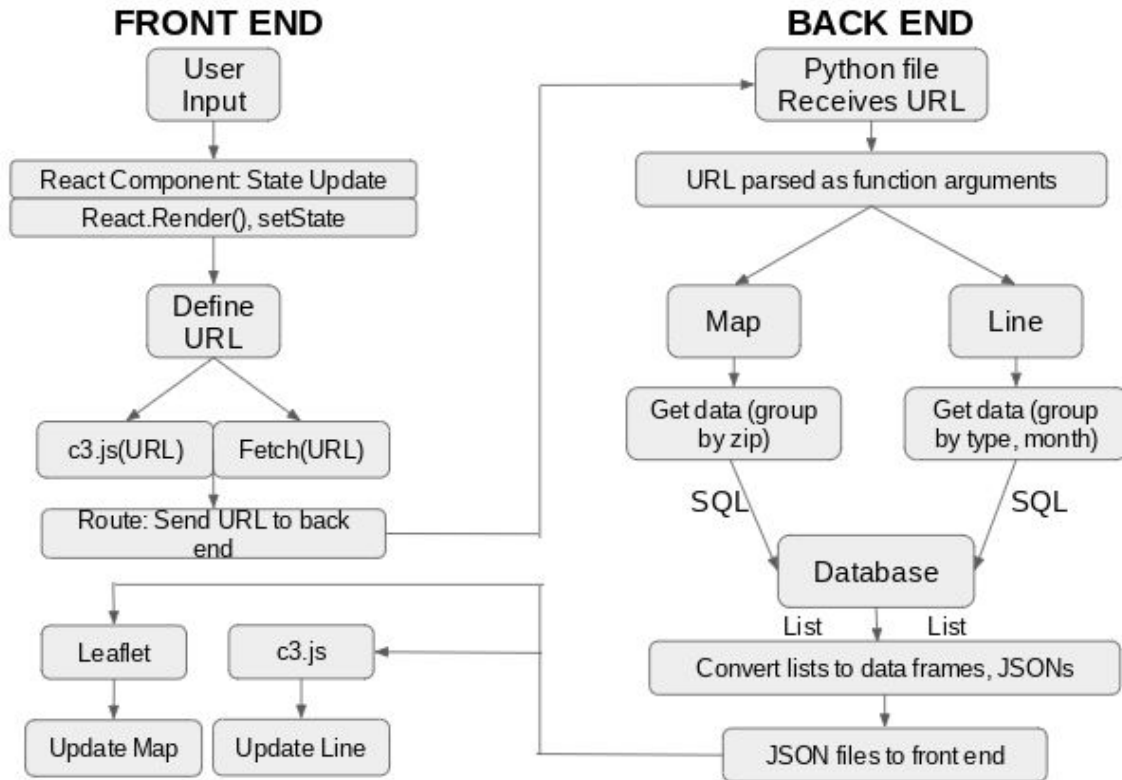 FRONT END
User
Input
React Component: State Update
React.Render(), setState
Define
URL
c3.js(URL)
Fetch(URL)
Route: Send URL to back
end
Leaflet
c3.js
Update Map
Update Line
BACK END
Python file
Receives URL
URL parsed as function arguments
Map
Line
Get data (group
by zip)
Get data (group
by type, month)
SQL
SQL
Database
List
List
Convert lists to data frames, JSONs
JSON files to front end